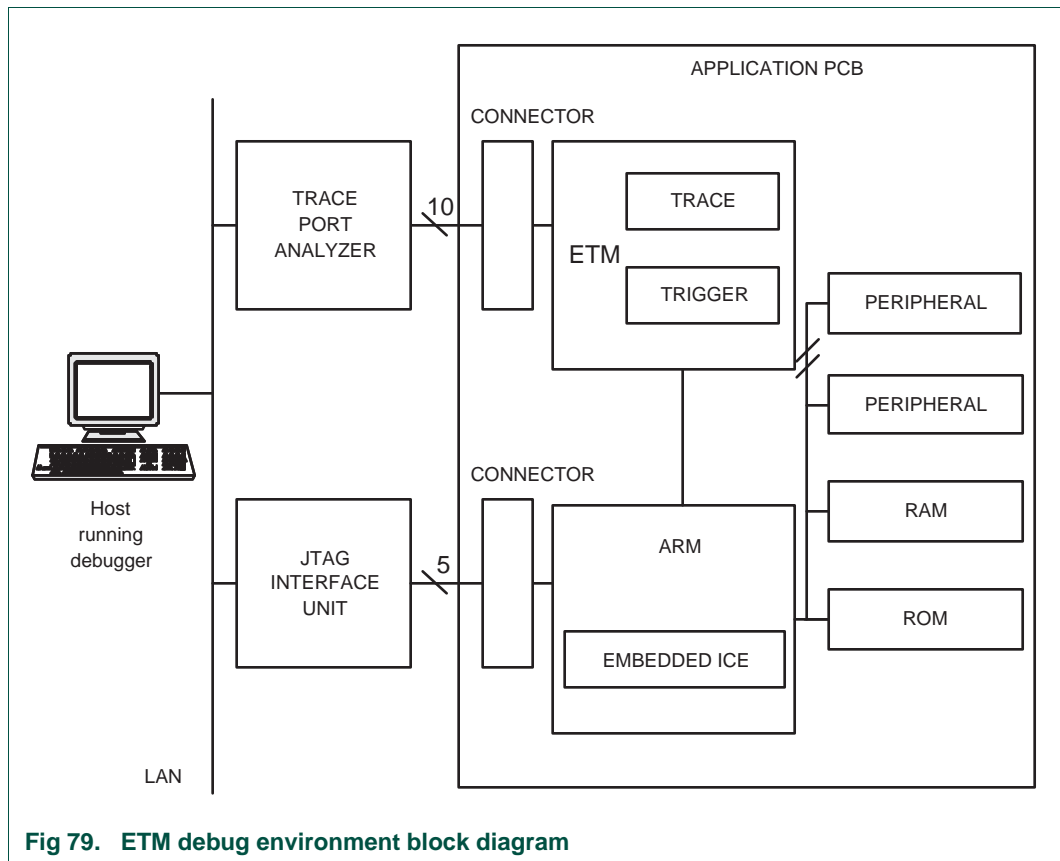 APPLICATION PCB
CONNECTOR
TRACE
PORT
ANALYZER
10
ETM
TRACE
TRIGGER
PERIPHERAL
PERIPHERAL
Host
running
debugger
CONNECTOR
JTAG
INTERFACE
UNIT
5
ARM
EMBEDDED ICE
RAM
ROM
LAN
Fig 79. ETM debug environment block diagram